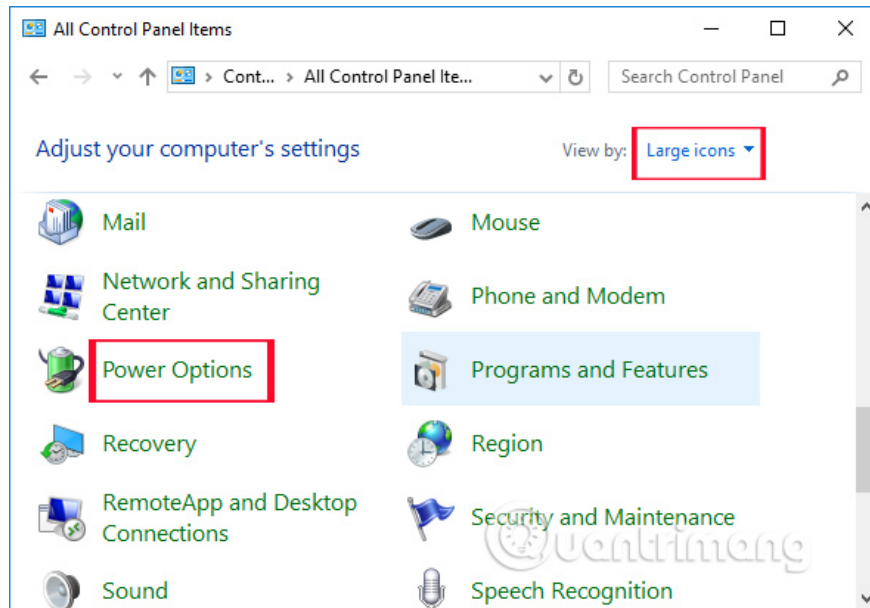 All Control Panel Items
Cont... > All Control Panel Ite...
Search Control Panel
Adjust your computer's settings
View by: Large icons
Mail
Mouse
Network and Sharing
Center
Phone and Modem
Power Options
Programs and Features
Recovery
Region
RemoteApp and Desktop
Connections
Security and Maintenance
Quantrimang
Sound
Speech Recognition